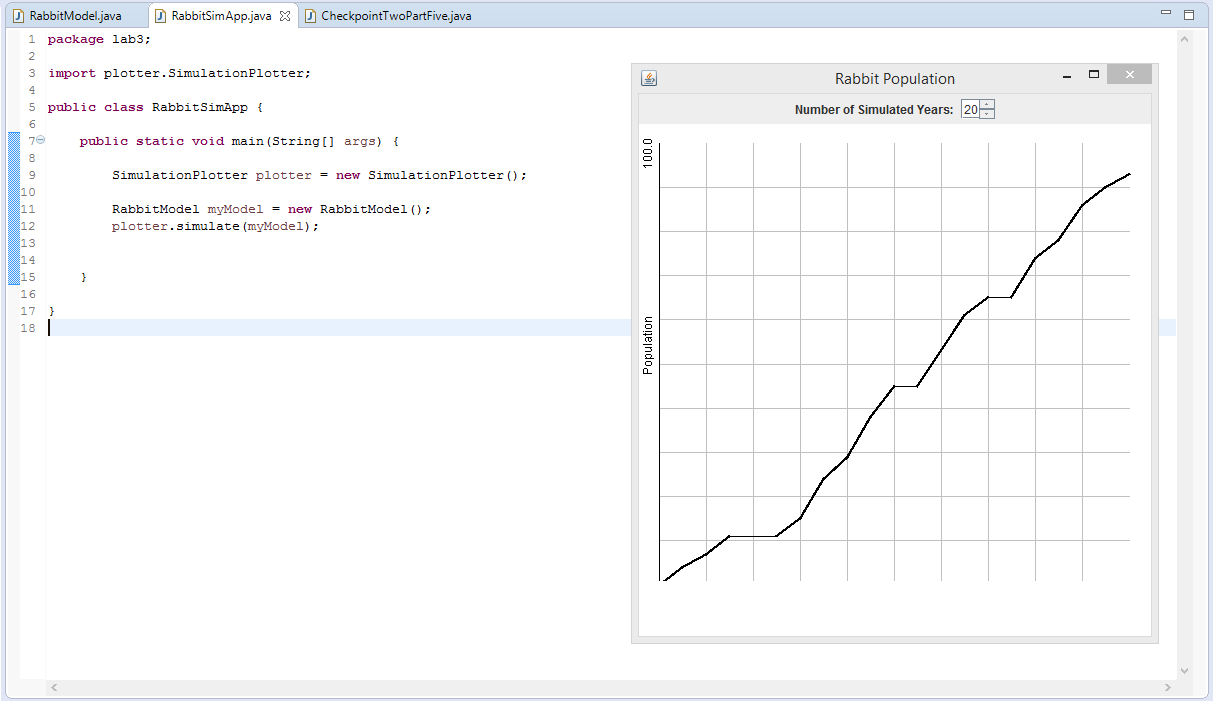 RabbitModel.java RabbitSimApp.java CheckpointTwoPartFive.java
1 package lab3;
2
3 import plotter.SimulationPlotter;
4
5 public class RabbitSimApp {
6
7 public static void main(String[] args) {
8
9 SimulationPlotter plotter = new SimulationPlotter();
10
11 RabbitModel myModel = new RabbitModel();
12 plotter.simulate(myModel);
13
14
15 }
16
17 }
18
Rabbit Population
Number of Simulated Years: 20
100.0
Population